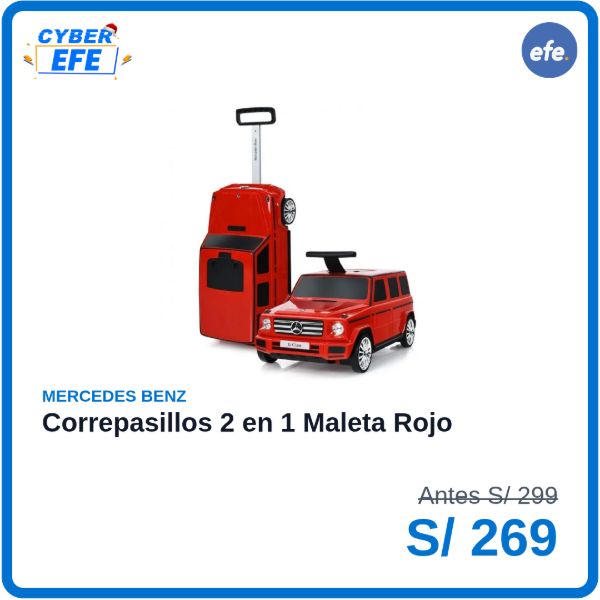 CYBER
EFE
efe.
MERCEDES BENZ
Correpasillos 2 en 1 Maleta Rojo
Antes S/ 299
S/ 269